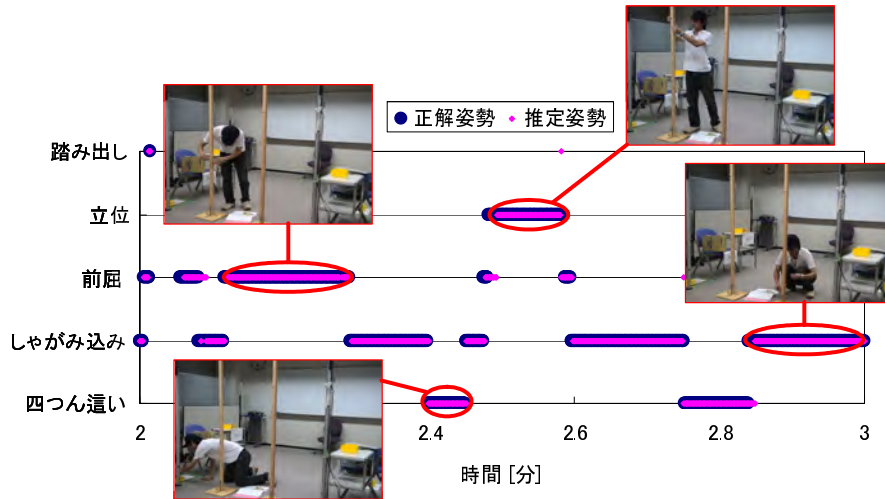 正解姿勢 推定姿勢
踏み出し
立位
前屈
しゃがみ込み
四つん這い
2 2.4 2.6 2.8 3
時間 [分]